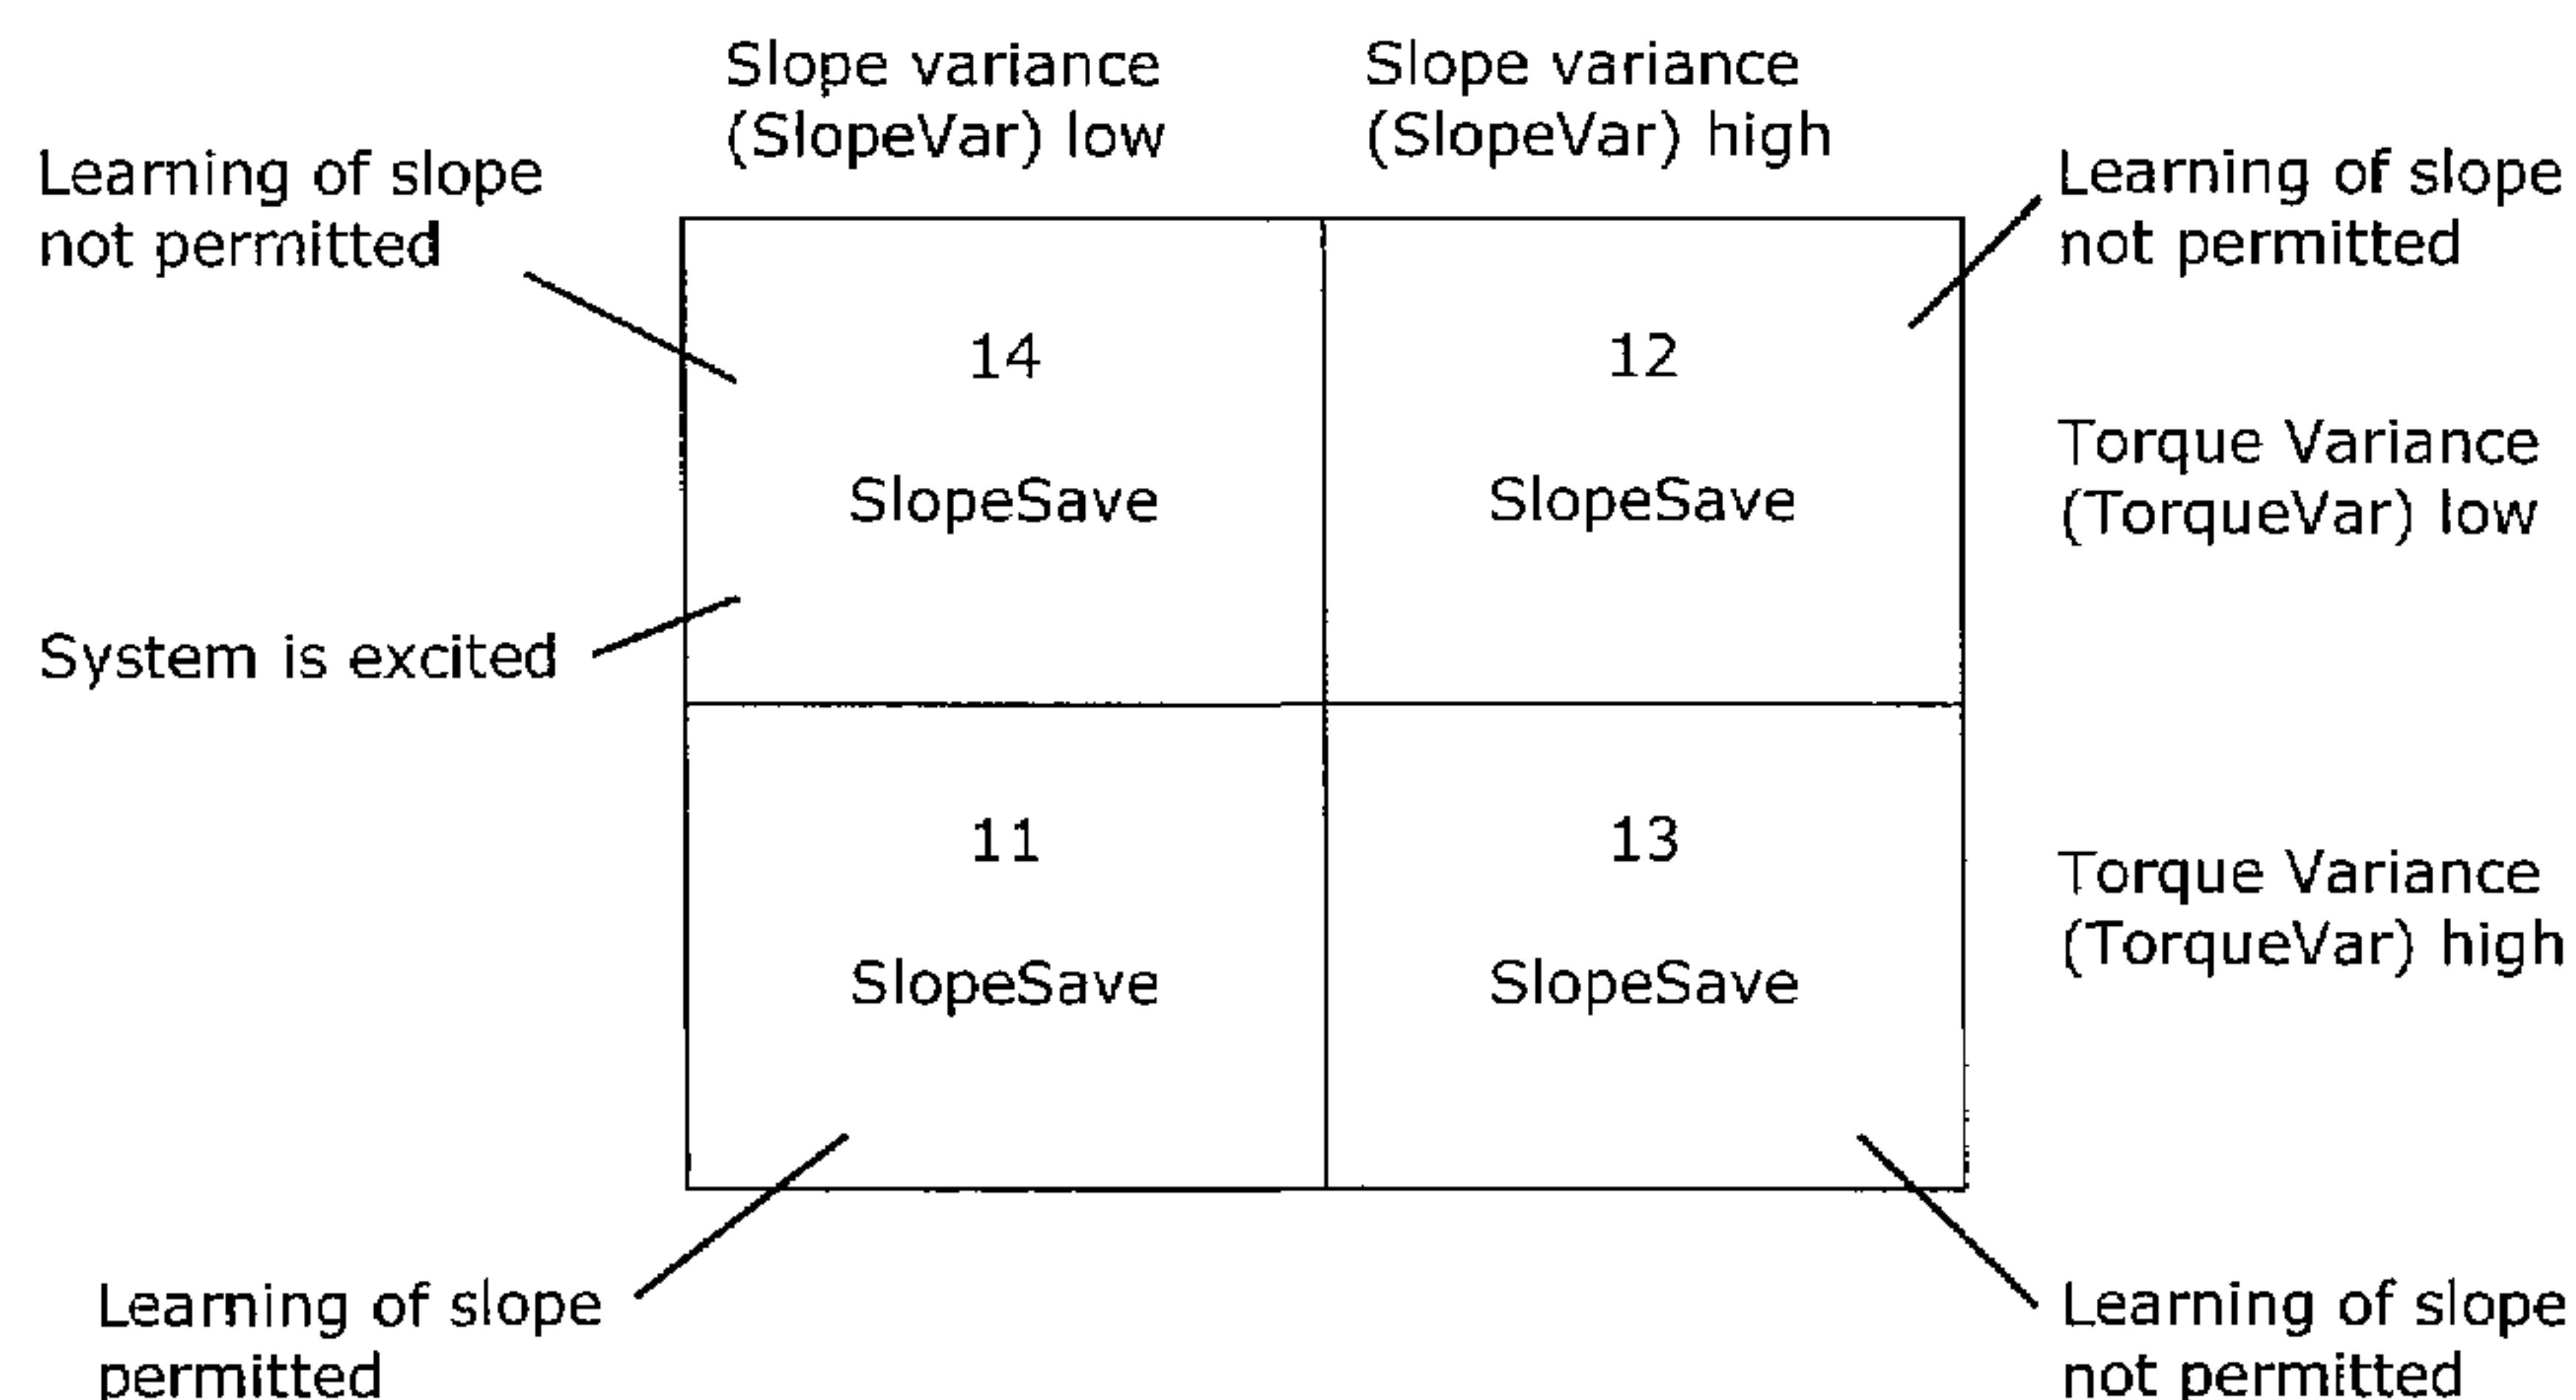 Slope variance
(SlopeVar) low
Slope variance
(SlopeVar) high
Learning of slope
not permitted
Learning of slope
not permitted
14
SlopeSave
12
SlopeSave
Torque Variance
(TorqueVar) low
System is excited
11
SlopeSave
13
SlopeSave
Torque Variance
(TorqueVar) high
Learning of slope
permitted
Learning of slope
not permitted